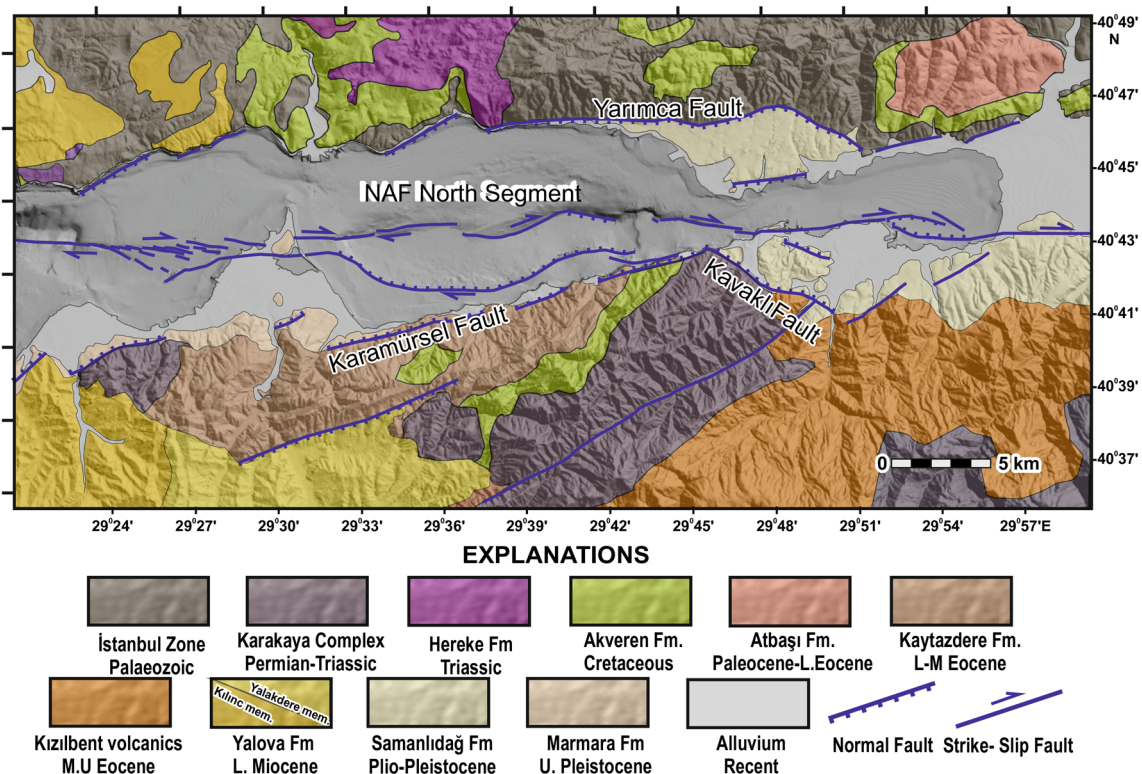 40°49'
N
40°47'
40°45'
40°43'
40°41'
40°39'
40°37'
Yarımca Fault
NAF North Segment
Kavaklı Fault
Karamürsel Fault
0 5 km
29°24' 29°27' 29°30' 29°33' 29°36' 29°39' 29°42' 29°45' 29°48' 29°51' 29°54' 29°57'E
EXPLANATIONS
İstanbul Zone
Palaeozoic
Karakaya Complex
Permian-Triassic
Hereke Fm
Triassic
Akveren Fm.
Cretaceous
Atbaşı Fm.
Paleocene-L.Eocene
Kaytazdere Fm.
L-M Eocene
Kızılbent volcanics
M.U Eocene
Yalakdere mem.
Kılınc mem.
Yalova Fm
L. Miocene
Samanlıdağ Fm
Plio-Pleistocene
Marmara Fm
U. Pleistocene
Alluvium
Recent
Normal Fault
Strike- Slip Fault